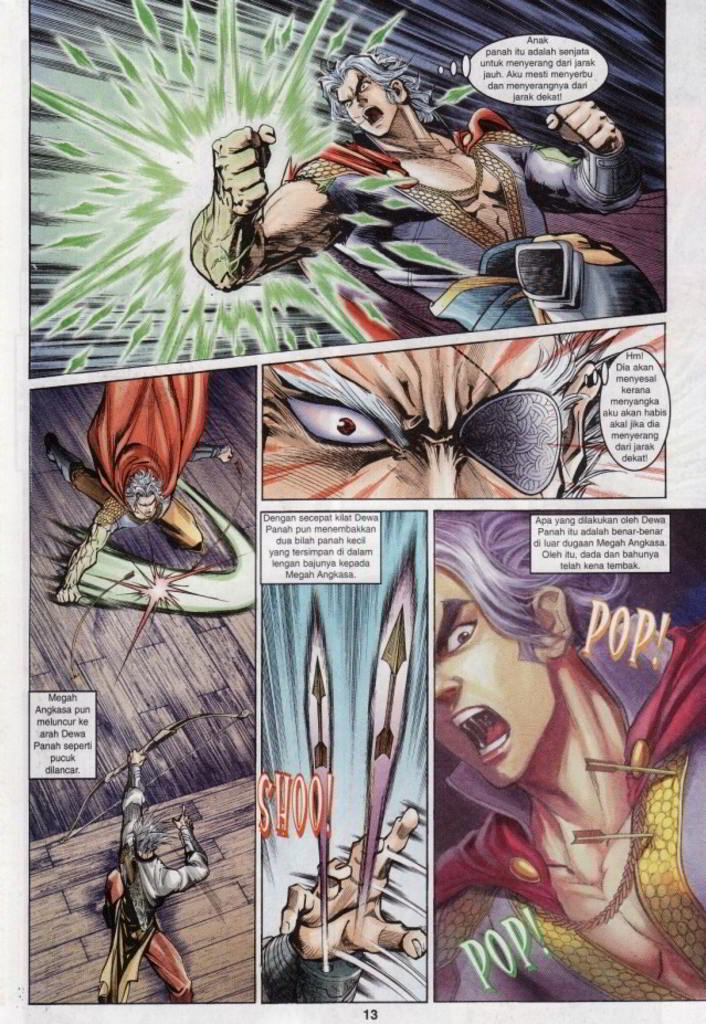 Anak
panah itu adalah senjata
untuk menyerang dari jarak
jauh. Aku mesti menyerbu
dan menyerangnya dari
jarak dekat!
Hm!
Dia akan
menyesal
kerana
menyangka
aku akan habis
akal jika dia
menyerang
dekat!
Megah
Angkasa pun
meluncur ke
arah Dewa
Panah seperti
pucuk
dilancar.
Dengan secepat kilat Dewa
Panah pun menembakkan
dua bilah panah kecil
yang tersimpan di dalam
lengan bajunya kepada
Megah Angkasa.
SHOO!
Apa yang dilakukan oleh Dewa
Panah itu adalah benar-benar
di luar dugaan Megah Angkasa.
Oleh itu, dada dan bahunya
telah kena tembak.
POP!
POP!
13